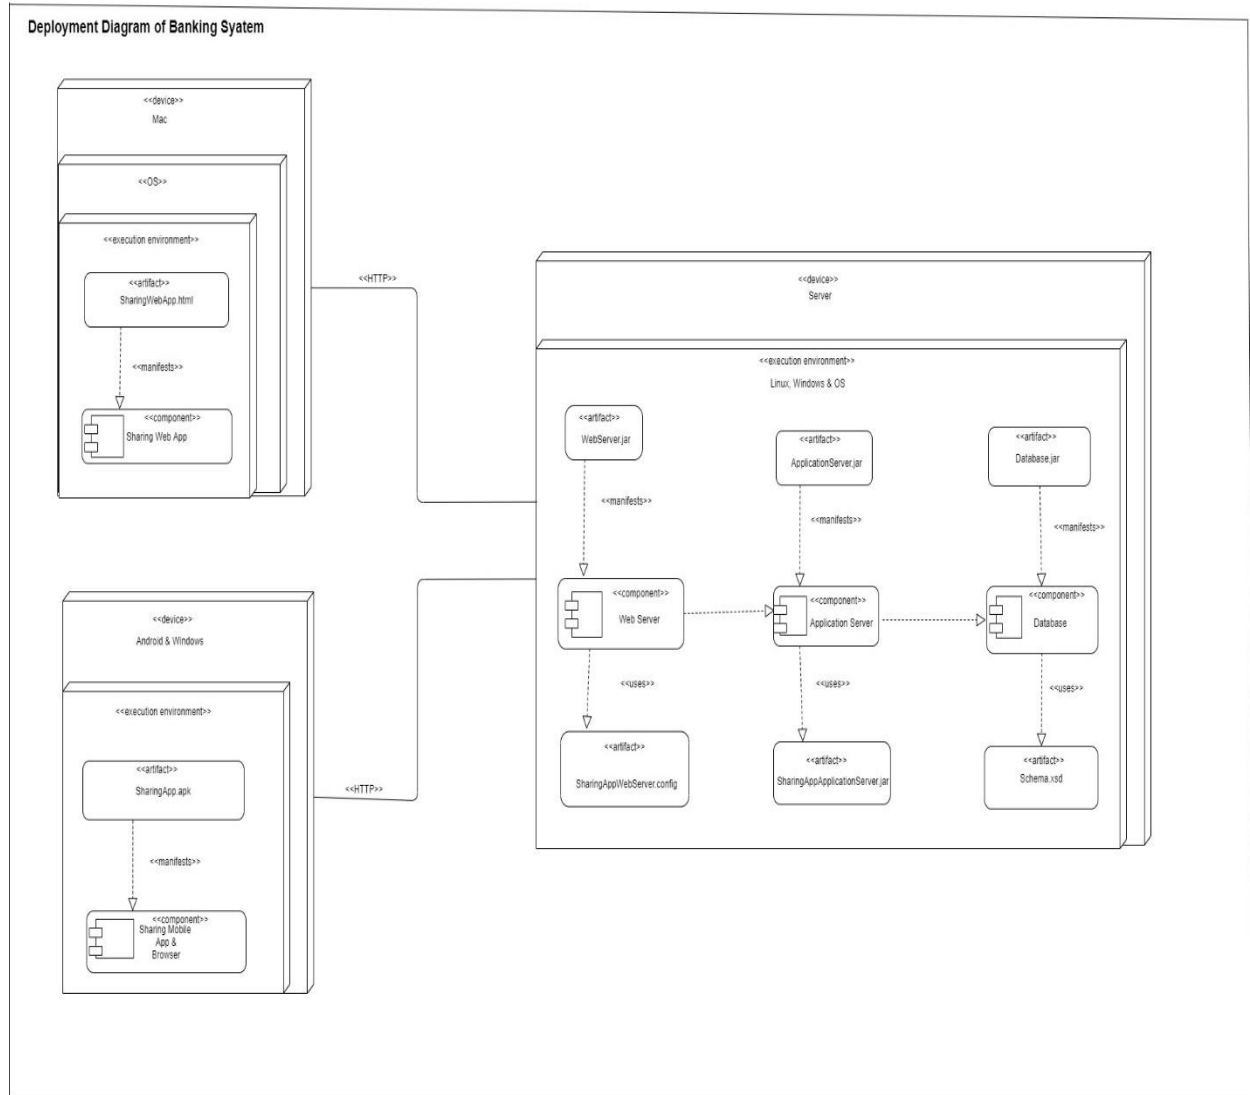 Deployment Diagram of Banking Syatem
<<device>>
Mac
<<OS>>
<<execution environment>>
<<artifact>>
SharingWebApp.html
<<manifests>>
<<component>>
Sharing Web App
<<HTTP>>
<<device>>
Server
<<execution environment>>
Linux, Windows & OS
<<artifact>>
WebServer.jar
<<manifests>>
<<component>>
Web Server
<<uses>>
<<artifact>>
SharingAppWebServer.config
<<artifact>>
ApplicationServer.jar
<<manifests>>
<<component>>
Application Server
<<uses>>
<<artifact>>
SharingAppApplicationServer.jar
<<artifact>>
Database.jar
<<manifests>>
<<component>>
Database
<<uses>>
<<artifact>>
Schema.xsd
<<device>>
Android & Windows
<<execution environment>>
<<artifact>>
SharingApp.apk
<<manifests>>
<<component>>
Sharing Mobile
App &
Browser
<<HTTP>>